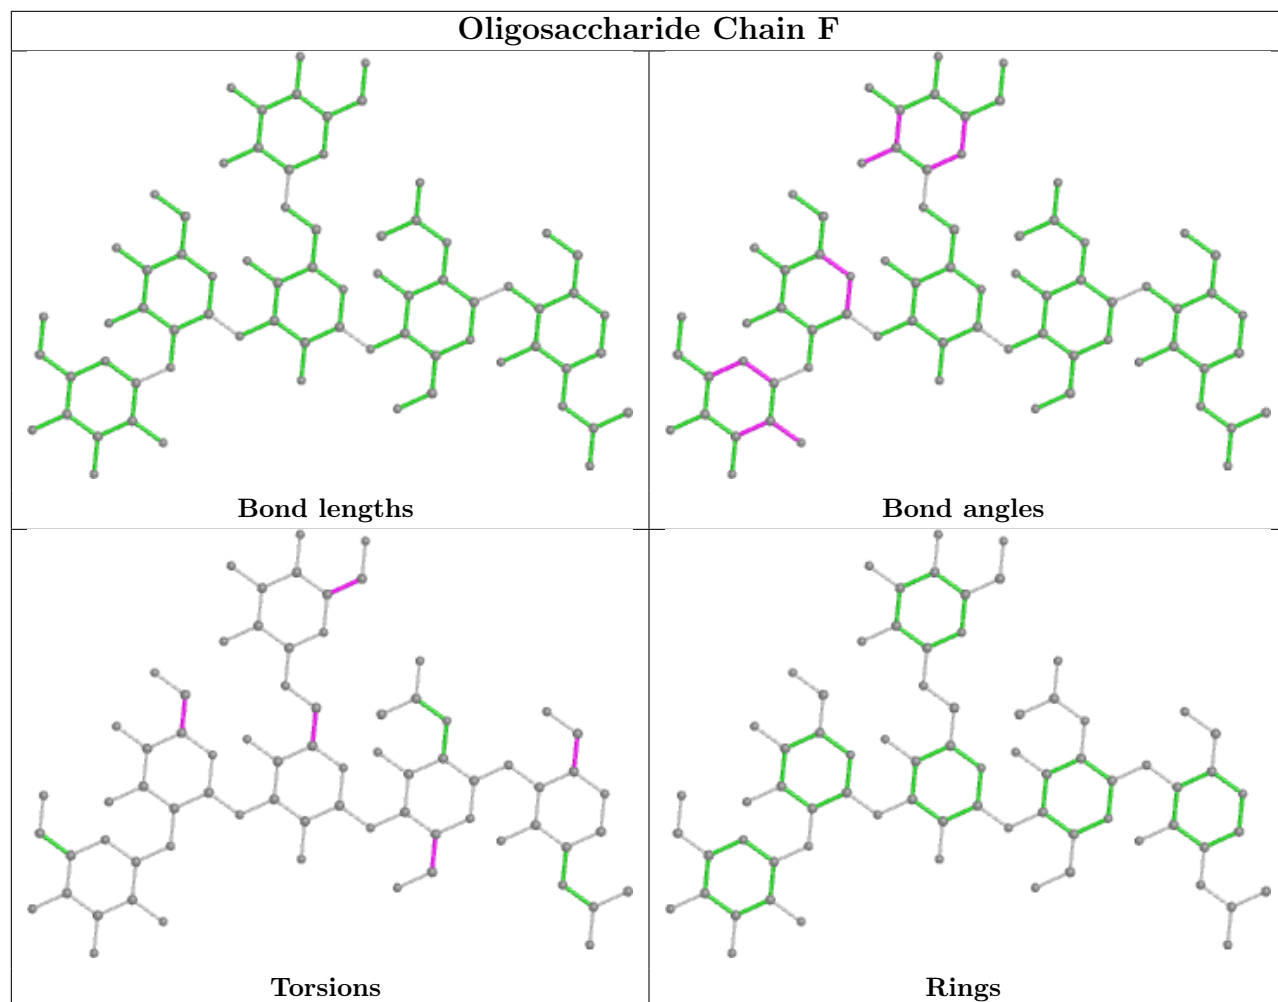 Oligosaccharide Chain F
Bond lengths
Bond angles
Torsions
Rings